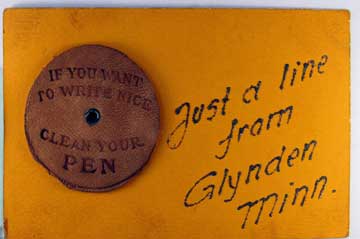 IF YOU WANT
TO WRITE NICE
CLEAN YOUR
PEN
Just a line
from
Glynden
Minn.